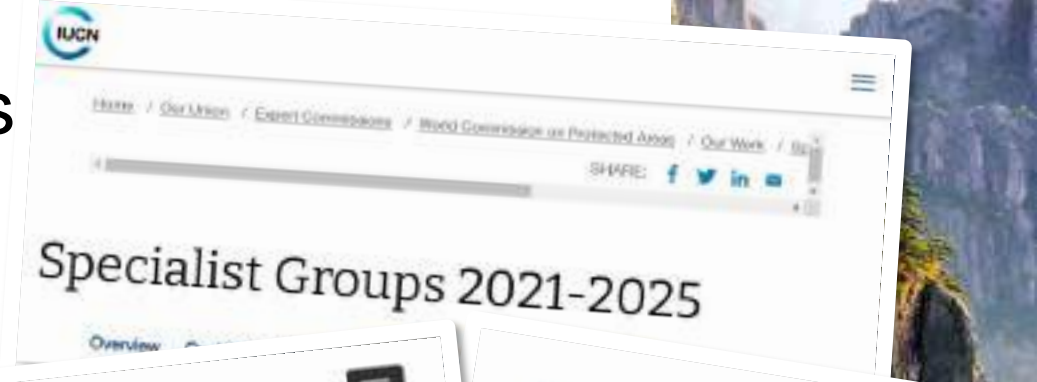 IUCN
s
Home / Our Union / Expert Commissions / World Commission on Protected Areas / Our Work /
SHARE: f in
Specialist Groups 2021-2025
Overview